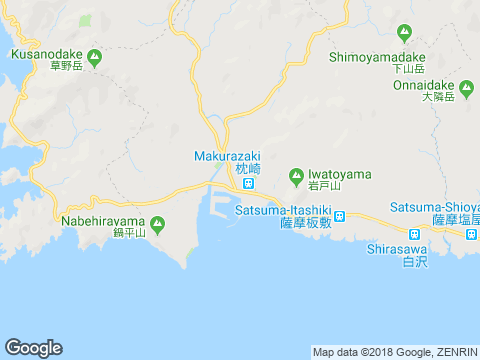 Kusanodake
草野岳
Shimoyamadake
下山岳
Onnaidake
大隣岳
Makurazaki
枕崎
Iwatoyama
岩戸山
Nabehirayama
鍋平山
Satsuma-Itashiki
薩摩板敷
Satsuma-Shioya
薩摩塩屋
Shirasawa
白沢
Google
Map data ©2018 Google, ZENRIN